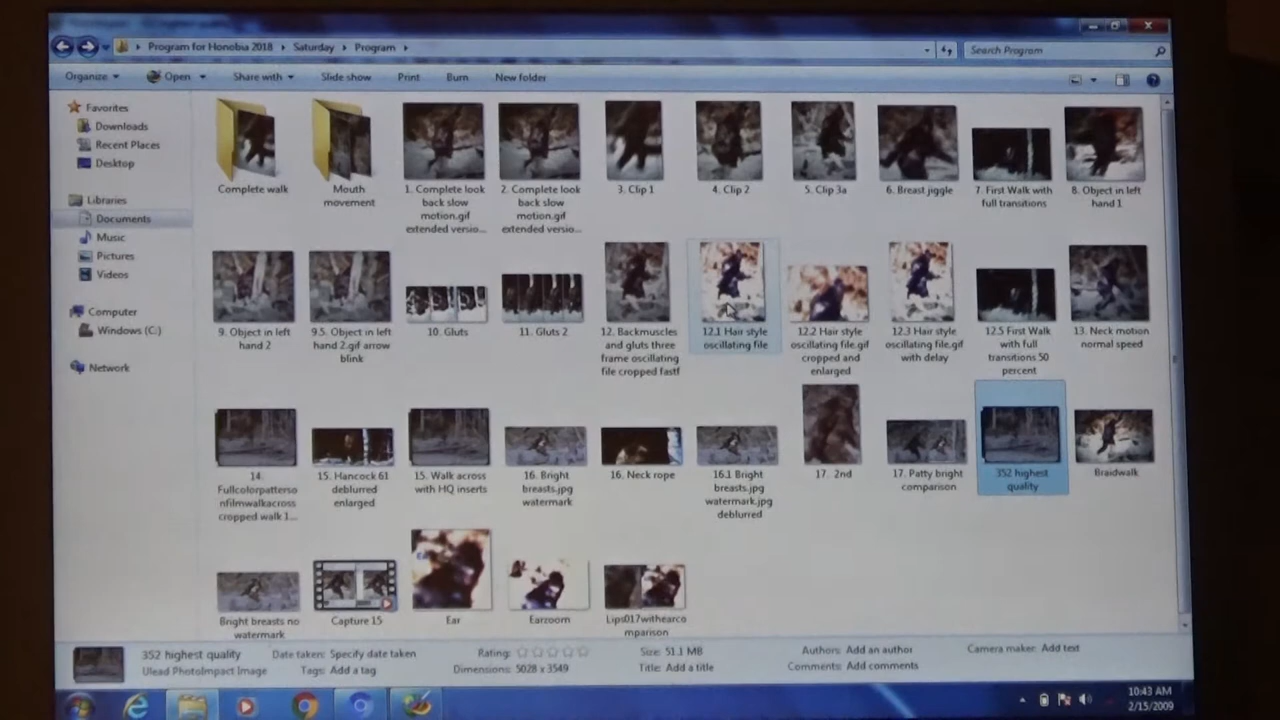 Program for Honobia 2018 Saturday Program
Search Program
Organize Open Share with Slide show Print Burn New folder
Favorites
Downloads
Recent Places
Desktop
Libraries
Documents
Music
Pictures
Videos
Computer
Windows (C:)
Network
Complete walk
Mouth
movement
1. Complete look
back slow
motion.gif
extended versio...
2. Complete look
back slow
motion.gif
extended versio...
3. Clip 1
4. Clip 2
5. Clip 3a
6. Breast jiggle
7. First Walk with
full transitions
8. Object in left
hand 1
9. Object in left
hand 2
9.5. Object in left
hand 2.gif arrow
blink
10. Gluts
11. Gluts 2
12. Backmuscles
and gluts three
frame oscillating
file cropped fastf
12.1 Hair style
oscillating file
12.2 Hair style
oscillating file.gif
cropped and
enlarged
12.3 Hair style
oscillating file.gif
with delay
12.5 First Walk
with full
transitions 50
percent
13. Neck motion
normal speed
14.
Fullcolorpatterso
nfilmwalkacross
cropped walk 1...
15. Hancock 61
deblurred
enlarged
15. Walk across
with HQ inserts
16. Bright
breasts.jpg
watermark
16. Neck rope
16.1 Bright
breasts.jpg
watermark.jpg
deblurred
17. 2nd
17. Patty bright
comparison
352 highest
quality
Braidwalk
Bright breasts no
watermark
Capture 15
Ear
Earzoom
Lips017withearco
mparison
352 highest quality
Ulead PhotoImpact Image
Date taken: Specify date taken
Tags: Add a tag
Rating:
Dimensions: 5028 x 3549
Size: 51.1 MB
Title: Add a title
Authors: Add an author
Comments: Add comments
Camera maker: Add text
10:43 AM
2/15/2009